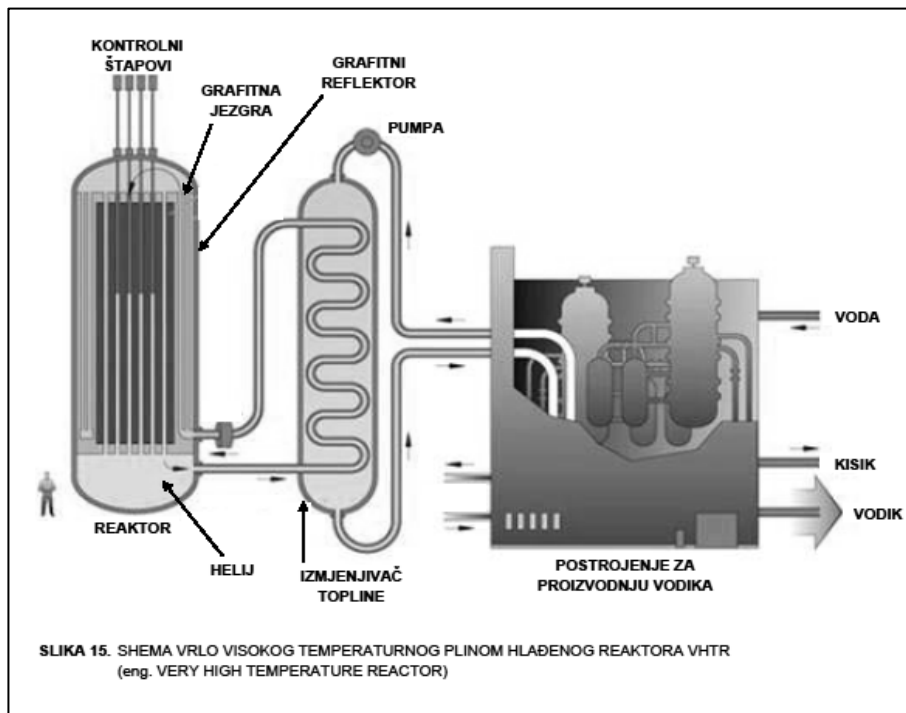 KONTROLNI
ŠTAPOVI
GRAFITNA
JEZGRA
GRAFITNI
REFLEKTOR
PUMPA
VODA
KISIK
VODIK
REAKTOR
HELIJ
IZMJENJIVAČ
TOPLINE
POSTROJENJE ZA
PROIZVODNJU VODIKA
SLIKA 15. SHEMA VRLO VISOKOG TEMPERATURNOG PLINOM HLAĐENOG REAKTORA VHTR
(eng. VERY HIGH TEMPERATURE REACTOR)